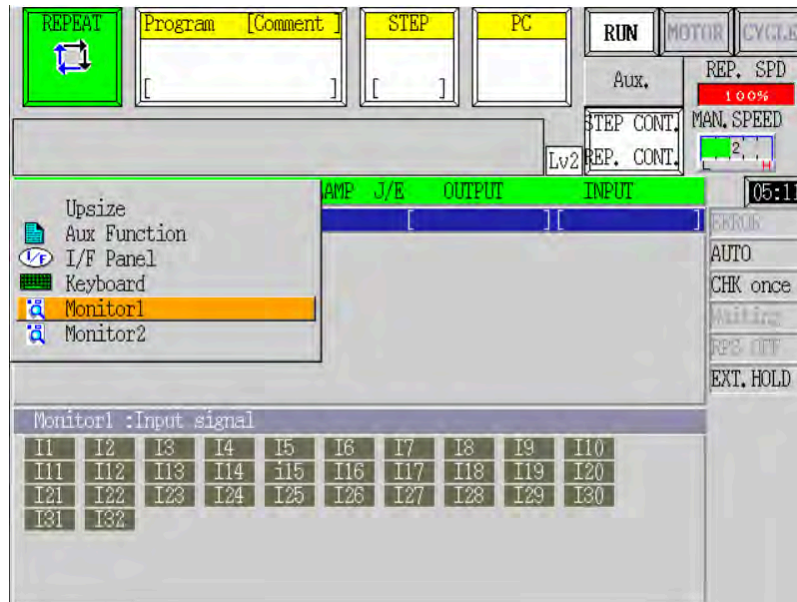 REPEAT
Program [Comment ]
[ ]
STEP
[ ]
PC
RUN
MOTOR
CYCLE
Aux.
REP. SPD
100%
STEP CONT.
REP. CONT.
MAN. SPEED
2
L H
Lv2
AMP J/E OUTPUT INPUT
05:11
[ ][ ]
Upsize
Aux Function
I/F I/F Panel
Keyboard
Monitor1
Monitor2
ERROR
AUTO
CHK once
Waiting
RPS OFF
EXT. HOLD
Monitor1 :Input signal
I1 I2 I3 I4 I5 I6 I7 I8 I9 I10
I11 I12 I13 I14 i15 I16 I17 I18 I19 I20
I21 I22 I23 I24 I25 I26 I27 I28 I29 I30
I31 I32